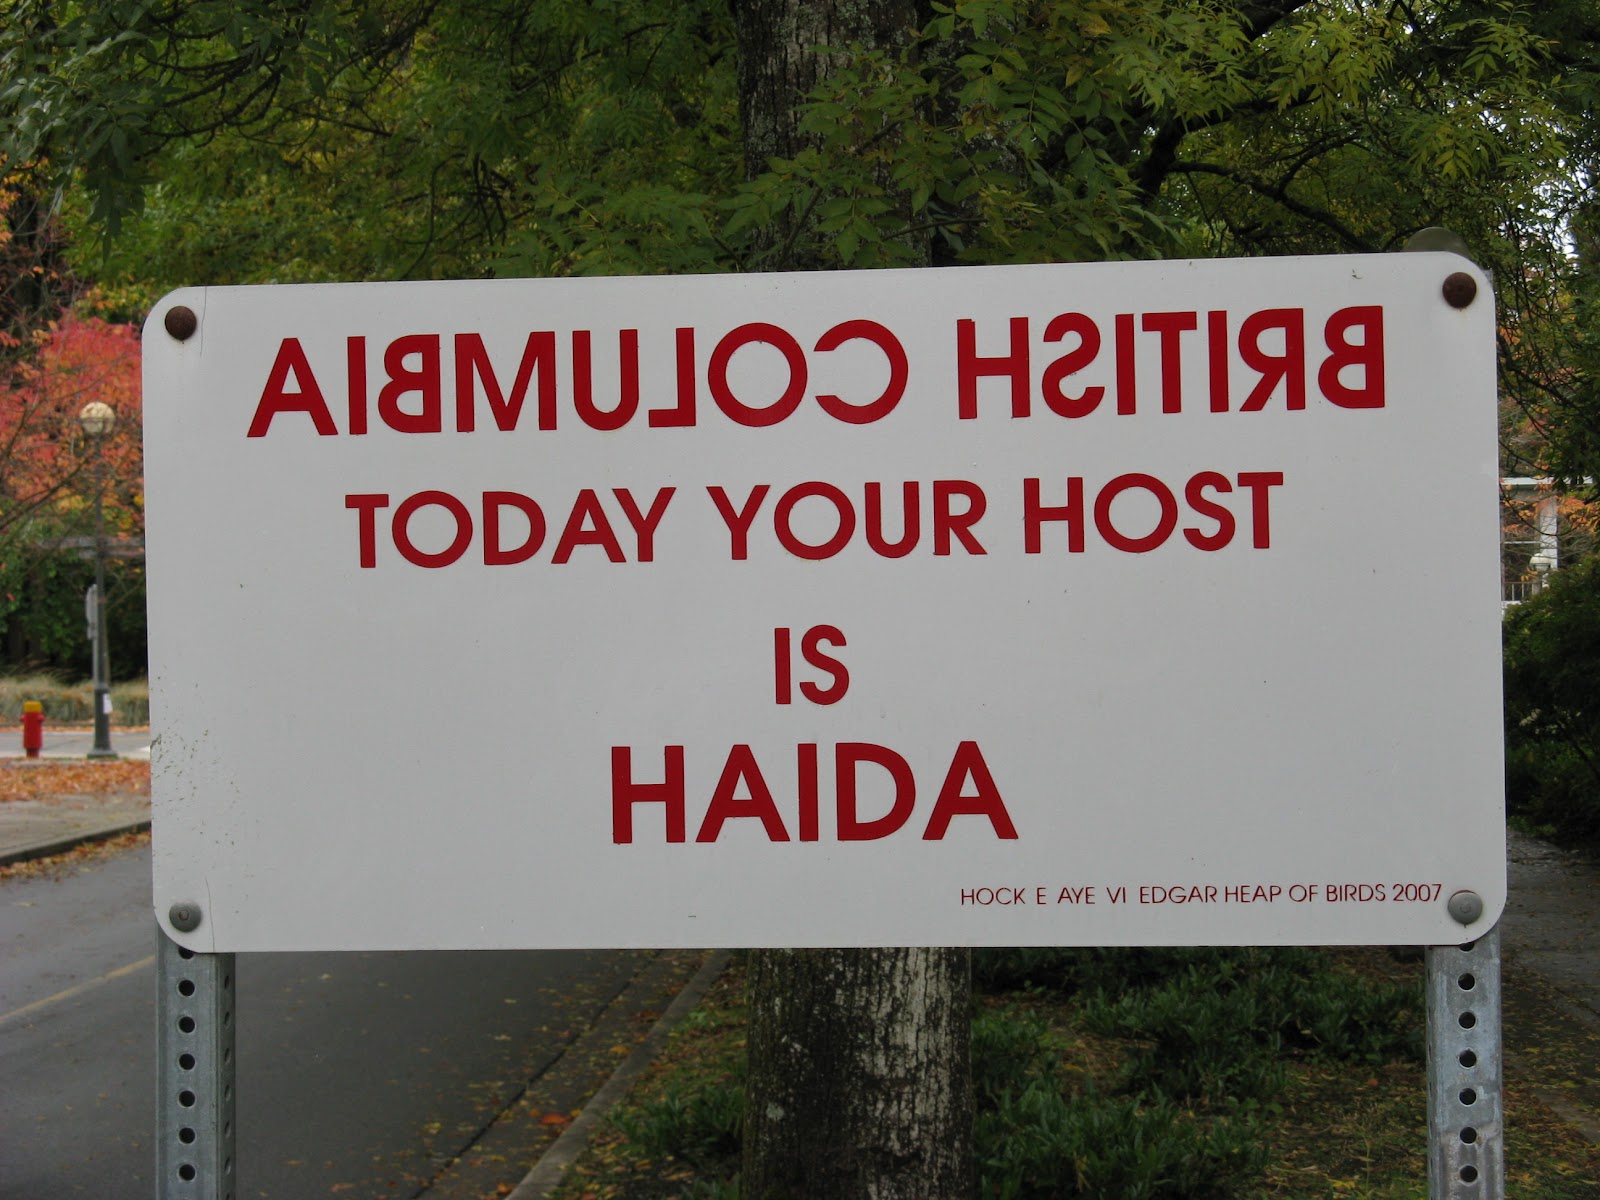 BRITISH COLUMBIA
TODAY YOUR HOST
IS
HAIDA
HOCK E AYE VI EDGAR HEAP OF BIRDS 2007